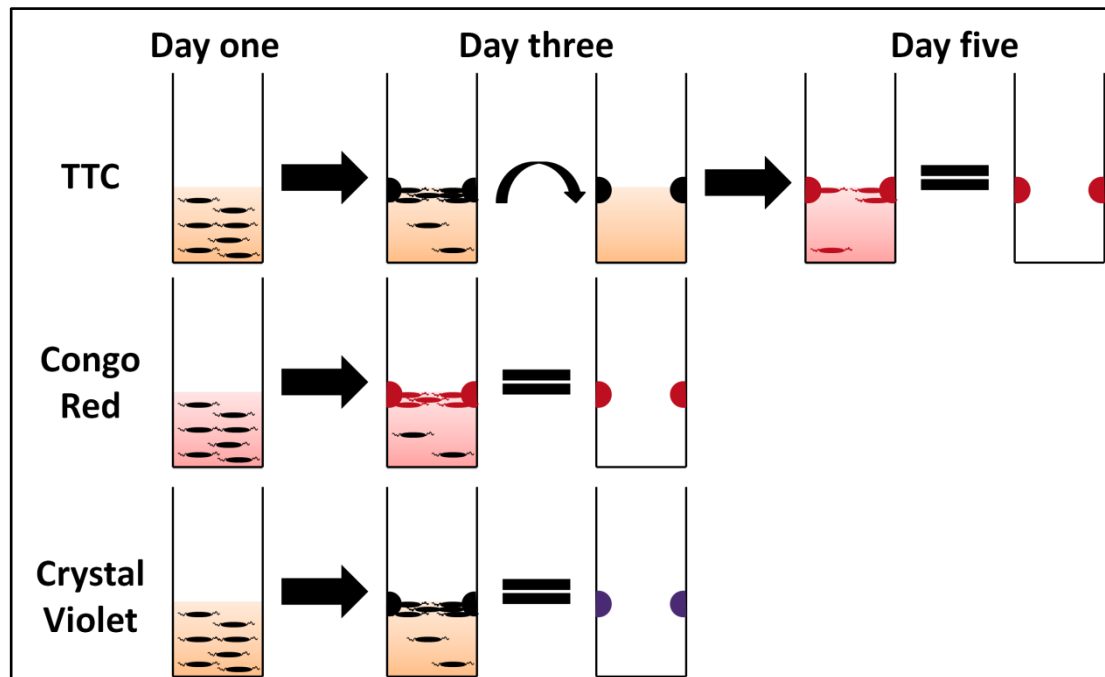 Day one Day three Day five
TTC
Congo
Red
Crystal
Violet